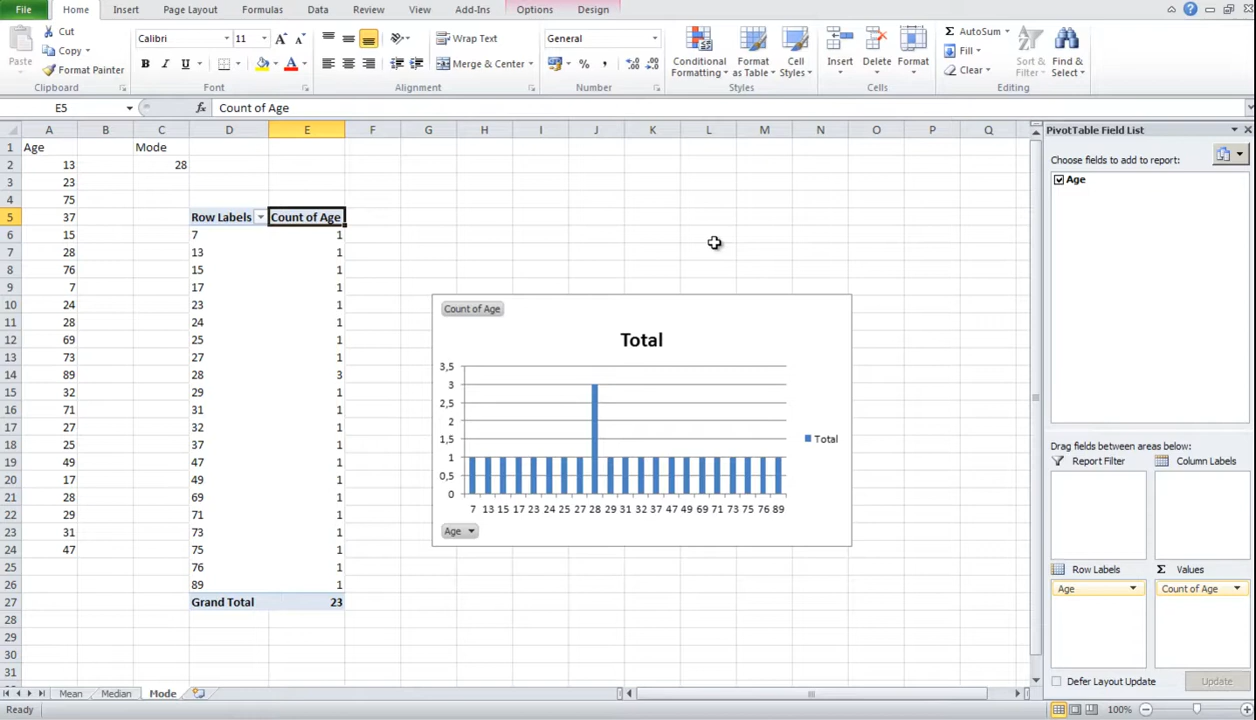 File Home Insert Page Layout Formulas Data Review View Add-Ins Options Design
Cut
Copy
Format Painter
Paste
Clipboard
Calibri 11
B I U
Font
Wrap Text
Merge & Center
Alignment
General
Number
Conditional Formatting
Format as Table
Cell Styles
Styles
Insert Delete Format
Cells
AutoSum
Fill
Clear
Sort & Filter
Find & Select
Editing
E5 fx Count of Age
A B C D E F G H I J K L M N O P Q
1 Age Mode
2 13 28
3 23
4 75
5 37 Row Labels Count of Age
6 15 7 1
7 28 13 1
8 76 15 1
9 7 17 1
10 24 23 1
11 28 24 1
12 69 25 1
13 73 27 1
14 89 28 3
15 32 29 1
16 71 31 1
17 27 32 1
18 25 37 1
19 49 47 1
20 17 49 1
21 28 69 1
22 29 71 1
23 31 73 1
24 47 75 1
25 76 1
26 89 1
27 Grand Total 23
28
29
30
31
Count of Age
Total
3,5
3
2,5
2
1,5
1
0,5
0
7 13 15 17 23 24 25 27 28 29 31 32 37 47 49 69 71 73 75 76 89
Total
Age
PivotTable Field List
Choose fields to add to report:
Age
Drag fields between areas below:
Report Filter Column Labels
Row Labels Σ Values
Age Count of Age
Defer Layout Update Update
Mean Median Mode
Ready 100%